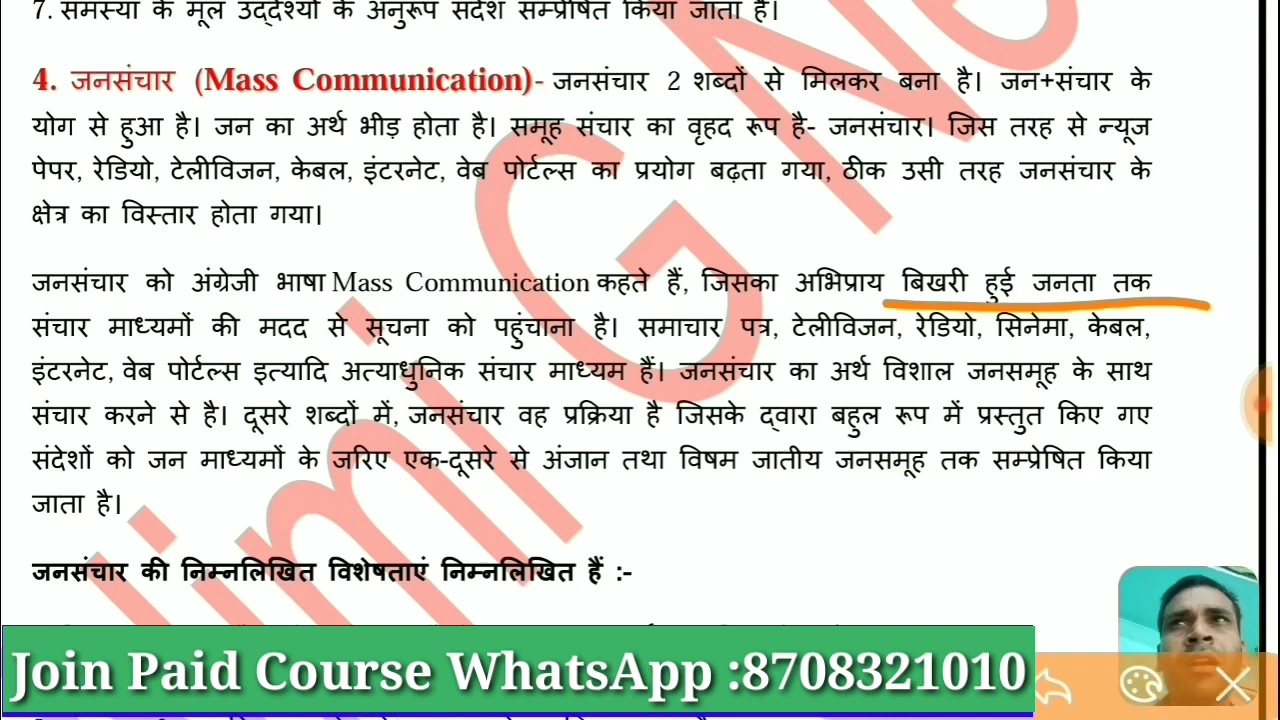 7. समस्या के मूल उद्देश्यों के अनुरूप संदेश सम्प्रेषित किया जाता है।
4. जनसंचार (Mass Communication)- जनसंचार 2 शब्दों से मिलकर बना है। जन+संचार के
योग से हुआ है। जन का अर्थ भीड़ होता है। समूह संचार का वृहद रूप है- जनसंचार। जिस तरह से न्यूज
पेपर, रेडियो, टेलीविजन, केबल, इंटरनेट, वेब पोर्टल्स का प्रयोग बढ़ता गया, ठीक उसी तरह जनसंचार के
क्षेत्र का विस्तार होता गया।
जनसंचार को अंग्रेजी भाषा Mass Communication कहते हैं, जिसका अभिप्राय बिखरी हुई जनता तक
संचार माध्यमों की मदद से सूचना को पहुंचाना है। समाचार पत्र, टेलीविजन, रेडियो, सिनेमा, केबल,
इंटरनेट, वेब पोर्टल्स इत्यादि अत्याधुनिक संचार माध्यम हैं। जनसंचार का अर्थ विशाल जनसमूह के साथ
संचार करने से है। दूसरे शब्दों में, जनसंचार वह प्रक्रिया है जिसके द्वारा बहुल रूप में प्रस्तुत किए गए
संदेशों को जन माध्यमों के जरिए एक-दूसरे से अंजान तथा विषम जातीय जनसमूह तक सम्प्रेषित किया
जाता है।
जनसंचार की निम्नलिखित विशेषताएं निम्नलिखित हैं :-
Join Paid Course WhatsApp :8708321010